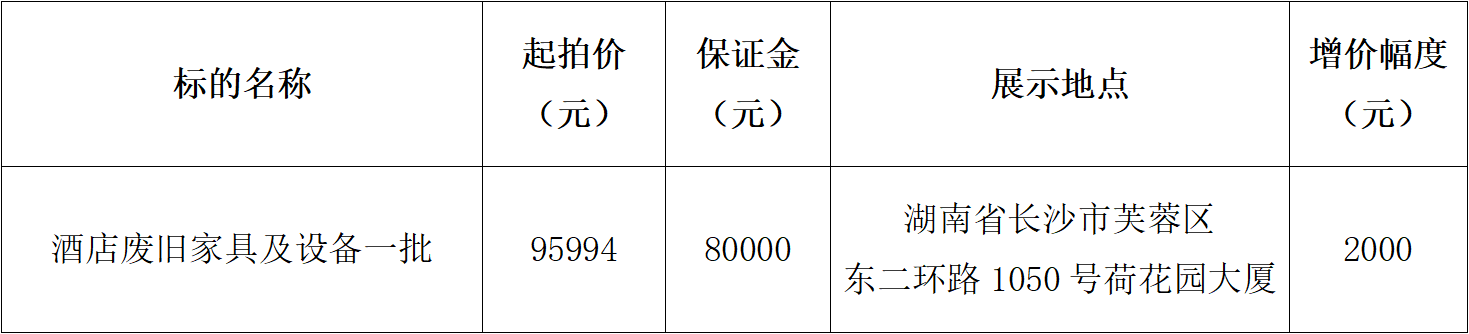 标的名称
起拍价
（元）
保证金
（元）
展示地点
增价幅度
（元）
酒店废旧家具及设备一批
95994
80000
湖南省长沙市芙蓉区
东二环路 1050 号荷花园大厦
2000